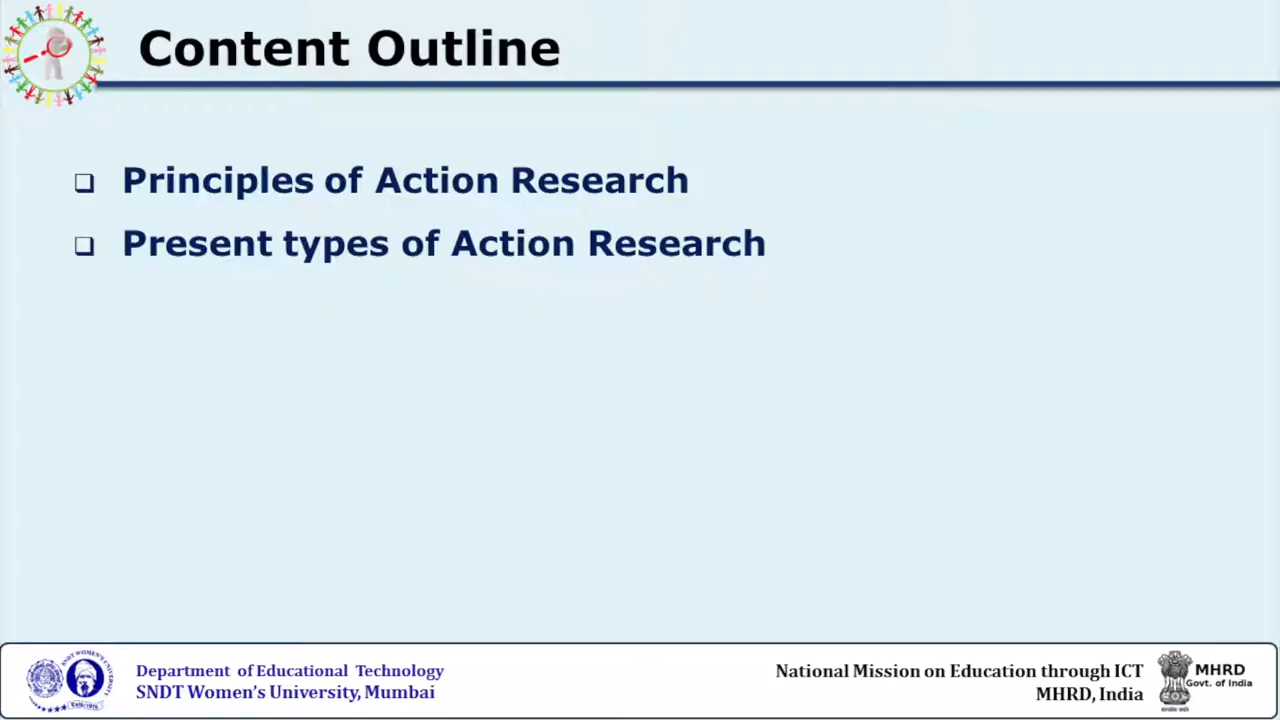 Content Outline
❑ Principles of Action Research
❑ Present types of Action Research
Department of Educational Technology
SNDT Women's University, Mumbai
National Mission on Education through ICT
MHRD, India
MHRD
Govt. of India